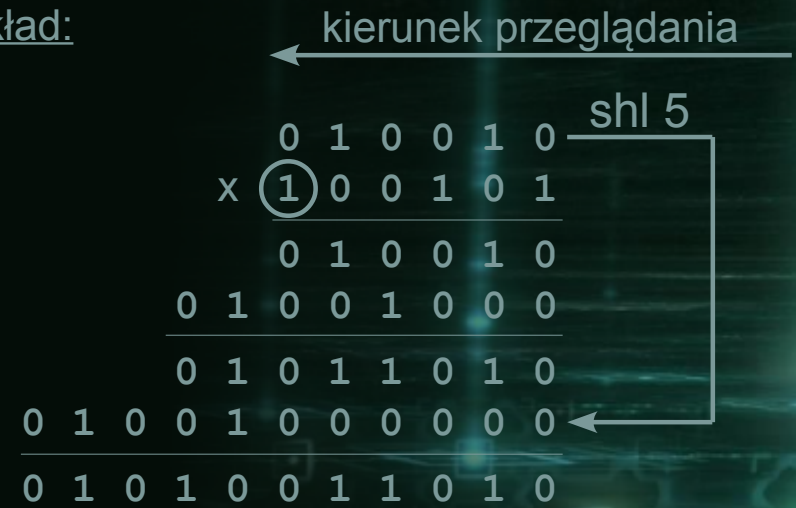 kład:
kierunek przeglądania
shl 5
0 1 0 0 1 0
x 1 0 0 1 0 1
0 1 0 0 1 0
0 1 0 0 1 0 0 0
0 1 0 1 1 0 1 0
0 1 0 0 1 0 0 0 0 0 0
0 1 0 1 0 0 1 1 0 1 0